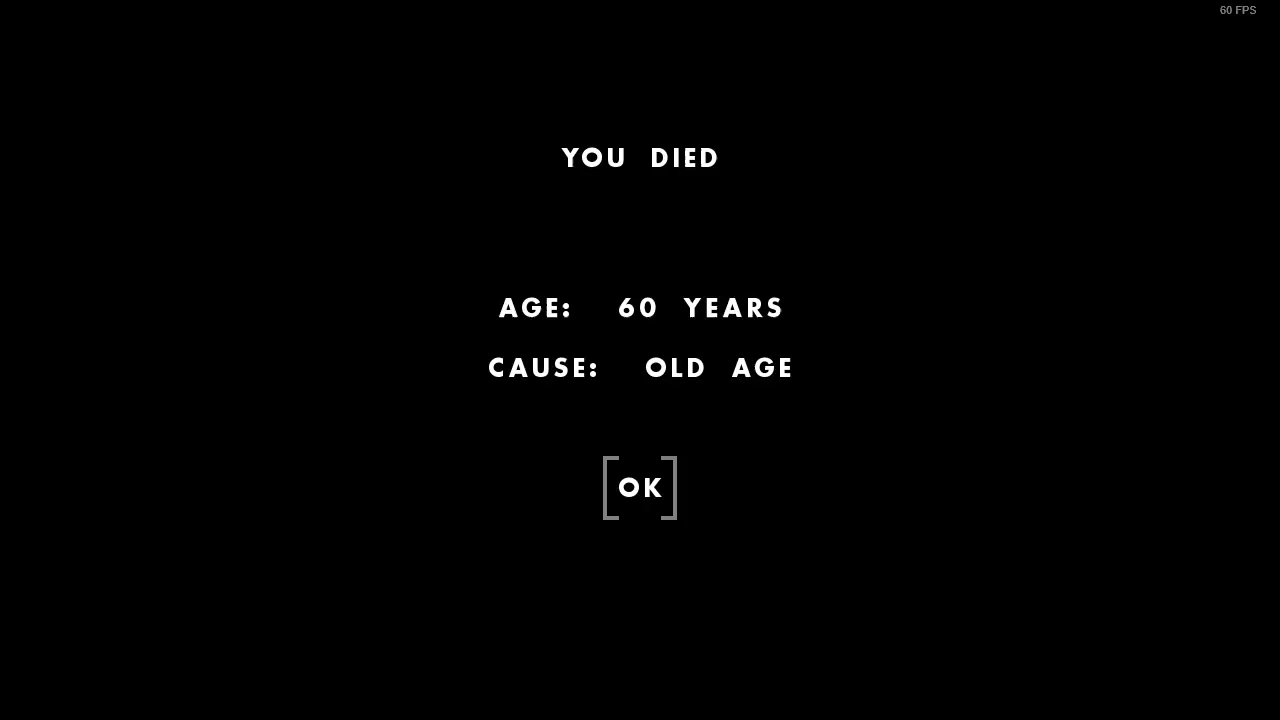 60 FPS
YOU DIED
AGE: 60 YEARS
CAUSE: OLD AGE
OK